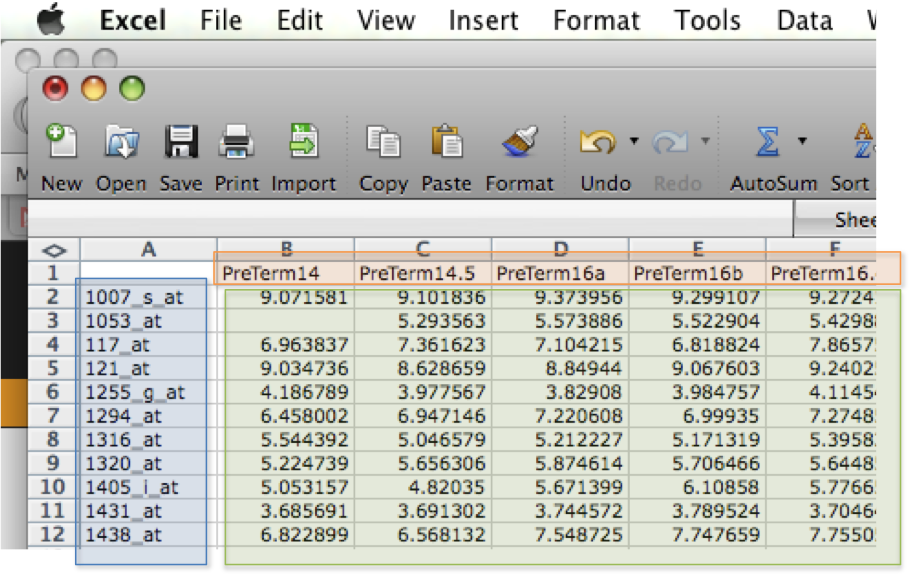 Excel File Edit View Insert Format Tools Data
New Open Save Print Import Copy Paste Format Undo Redo AutoSum Sort
Shee
A B C D E F
1 PreTerm14 PreTerm14.5 PreTerm16a PreTerm16b PreTerm16.
2 1007_s_at 9.071581 9.101836 9.373956 9.299107 9.2724
3 1053_at 5.293563 5.573886 5.522904 5.4298
4 117_at 6.963837 7.361623 7.104215 6.818824 7.8657
5 121_at 9.034736 8.628659 8.84944 9.067603 9.2402
6 1255_g_at 4.186789 3.977567 3.82908 3.984757 4.1145
7 1294_at 6.458002 6.947146 7.220608 6.99935 7.2748
8 1316_at 5.544392 5.046579 5.212227 5.171319 5.3958
9 1320_at 5.224739 5.656306 5.874614 5.706466 5.6448
10 1405_i_at 5.053157 4.82035 5.671399 6.10858 5.7766
11 1431_at 3.685691 3.691302 3.744572 3.789524 3.7046
12 1438_at 6.822899 6.568132 7.548725 7.747659 7.7550